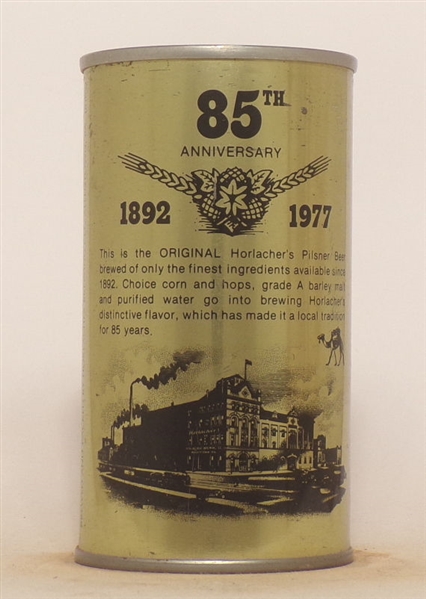 85TH
ANNIVERSARY
1892 1977
This is the ORIGINAL Horlacher's Pilsner Beer
brewed of only the finest ingredients available since
1892. Choice corn and hops, grade A barley malt
and purified water go into brewing Horlacher's
distinctive flavor, which has made it a local tradition
for 85 years.